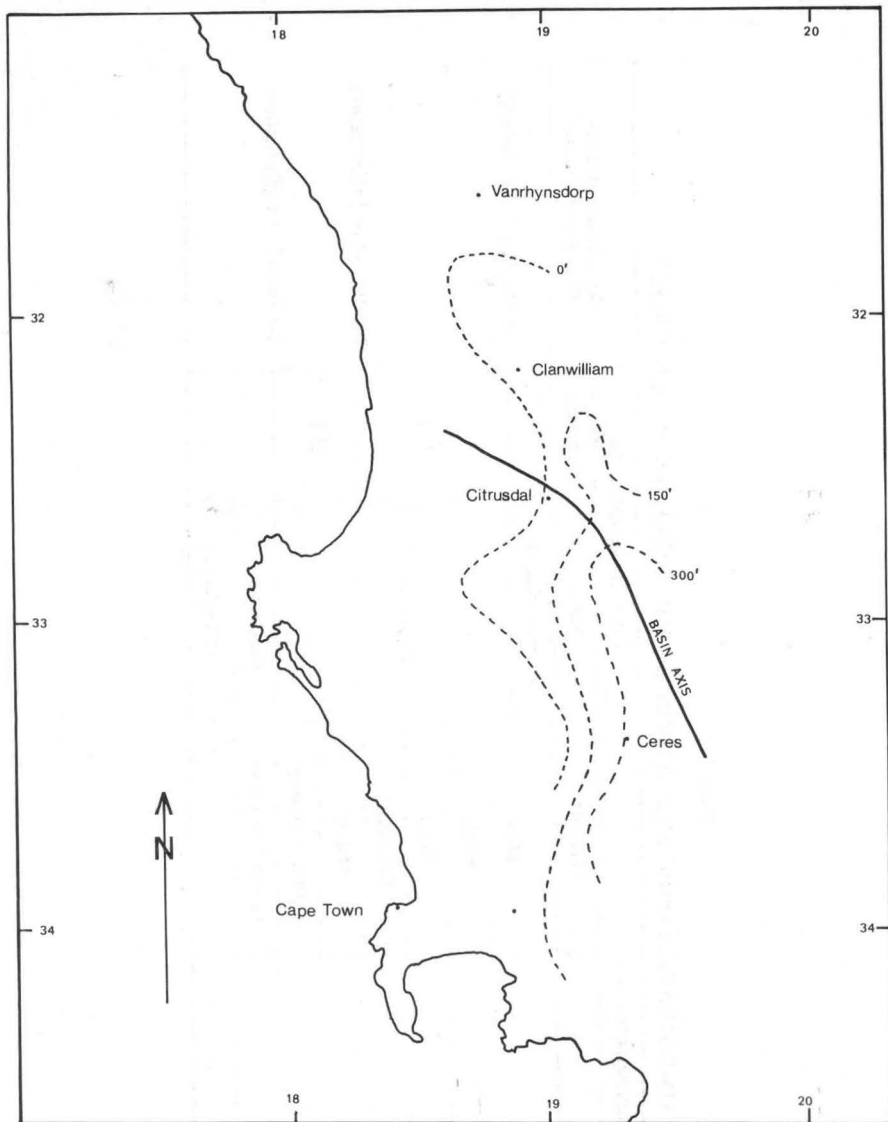 18
19
20
Vanrhynsdorp
0'
32
32
Clanwilliam
Citrusdal
150'
300'
33
33
BASIN AXIS
Ceres
N
Cape Town
34
34
18
19
20